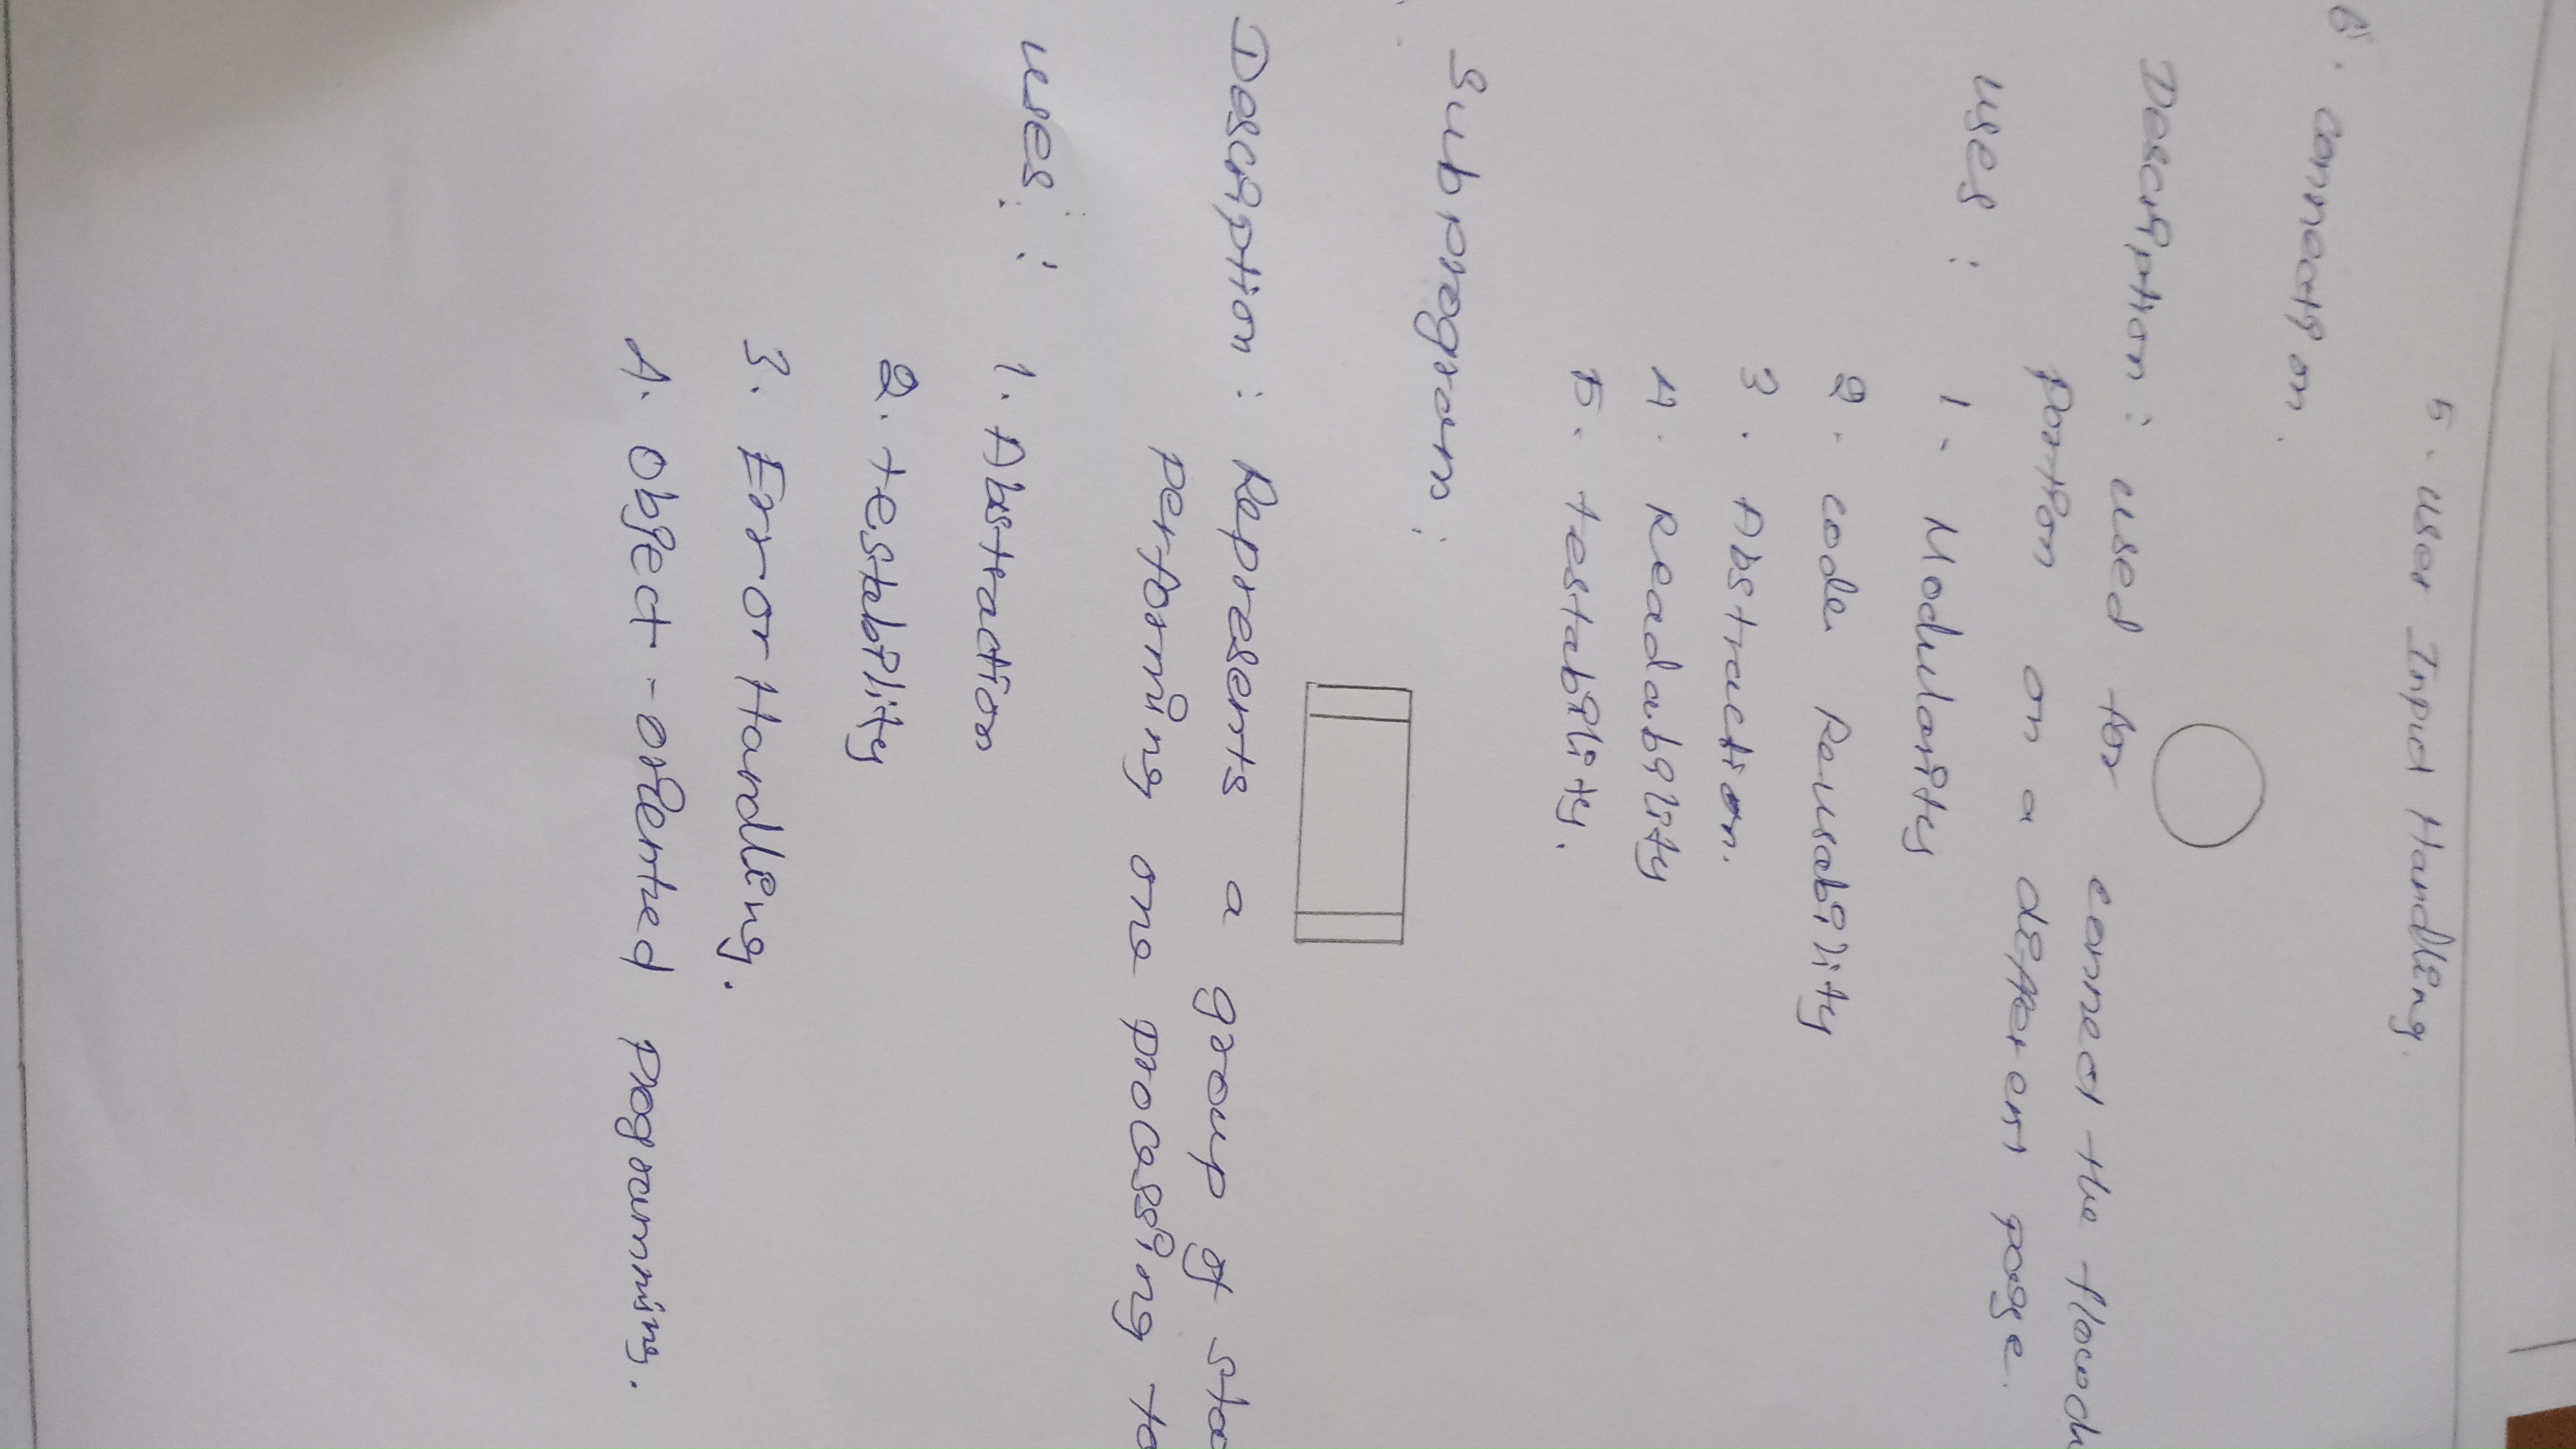 5. User Input Handling.
6. Connection.
Description: used for connect the flowch
portion on a different page.
uses: 1. Modularity
2. code Reusability
3. Abstraction.
4. Readability
5. testability.
Subprogram:
Description: Represents a group of sta
performing one processing ta
uses: 1. Abstraction
2. testability
3. Error Handling.
4. Object-oriented programming.